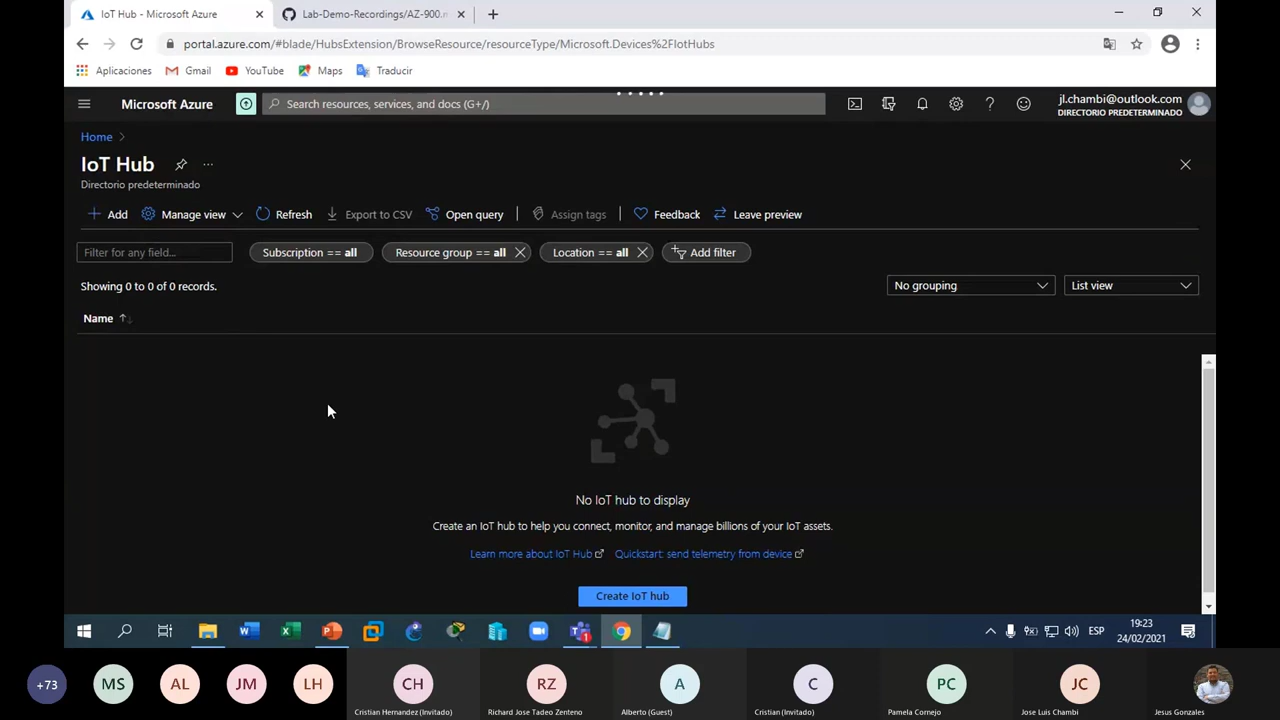 IoT Hub - Microsoft Azure
Lab-Demo-Recordings/AZ-900.m
portal.azure.com/#blade/HubsExtension/BrowseResource/resourceType/Microsoft.Devices%2FIotHubs
Aplicaciones Gmail YouTube Maps Traducir
Microsoft Azure Search resources, services, and docs (G+/) jl.chambi@outlook.com
DIRECTORIO PREDETERMINADO
Home
IoT Hub
Directorio predeterminado
Add Manage view Refresh Export to CSV Open query Assign tags Feedback Leave preview
Filter for any field... Subscription == all Resource group == all Location == all Add filter
Showing 0 to 0 of 0 records. No grouping List view
Name
No IoT hub to display
Create an IoT hub to help you connect, monitor, and manage billions of your IoT assets.
Learn more about IoT Hub Quickstart: send telemetry from device
Create IoT hub
ESP 19:23
24/02/2021
+73 MS AL JM LH CH RZ A C PC JC
Cristian Hernandez (Invitado) Richard Jose Tadeo Zenteno Alberto (Guest) Cristian (Invitado) Pamela Cornejo Jose Luis Chambi Jesus Gonzales